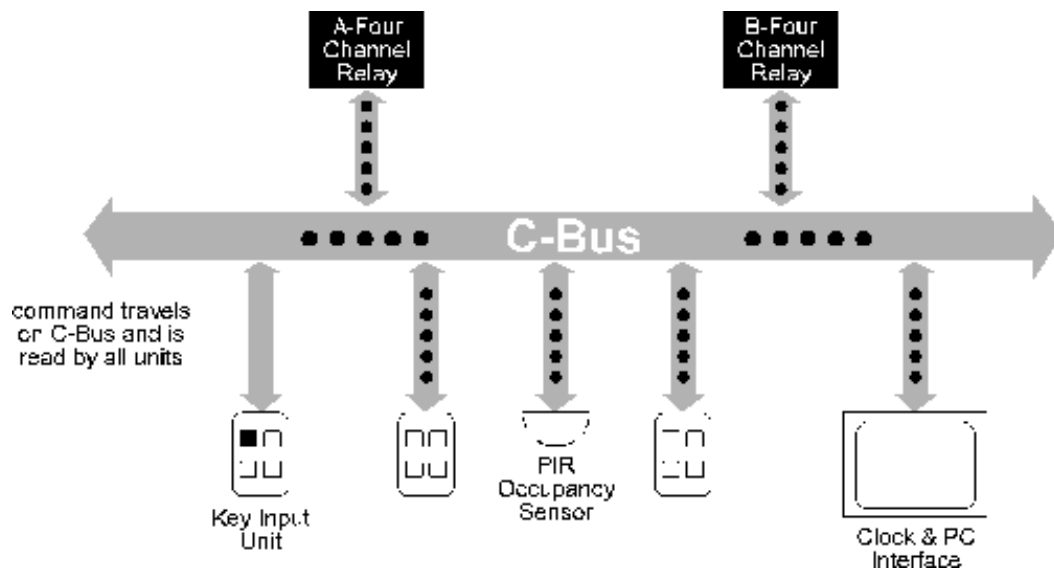 A-Four
Channel
Relay
B-Four
Channel
Relay
C-Bus
command travels
on C-Bus and is
read by all units
Key Input
Unit
PIR
Occupancy
Sensor
Clock & PC
Interface